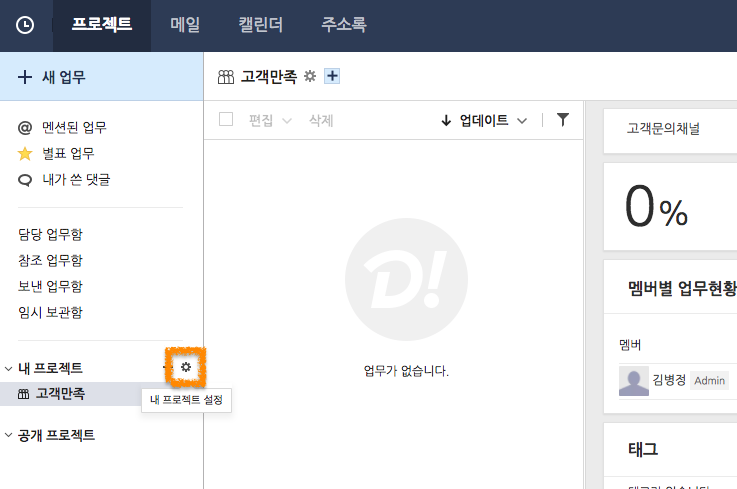 프로젝트 메일 캘린더 주소록
새 업무
고객만족
편집 삭제 업데이트
@ 멘션된 업무
별표 업무
내가 쓴 댓글
담당 업무함
참조 업무함
보낸 업무함
임시 보관함
내 프로젝트
고객만족
내 프로젝트 설정
공개 프로젝트
D!
업무가 없습니다.
고객문의채널
0%
멤버별 업무현황
멤버
김병정 Admin
태그